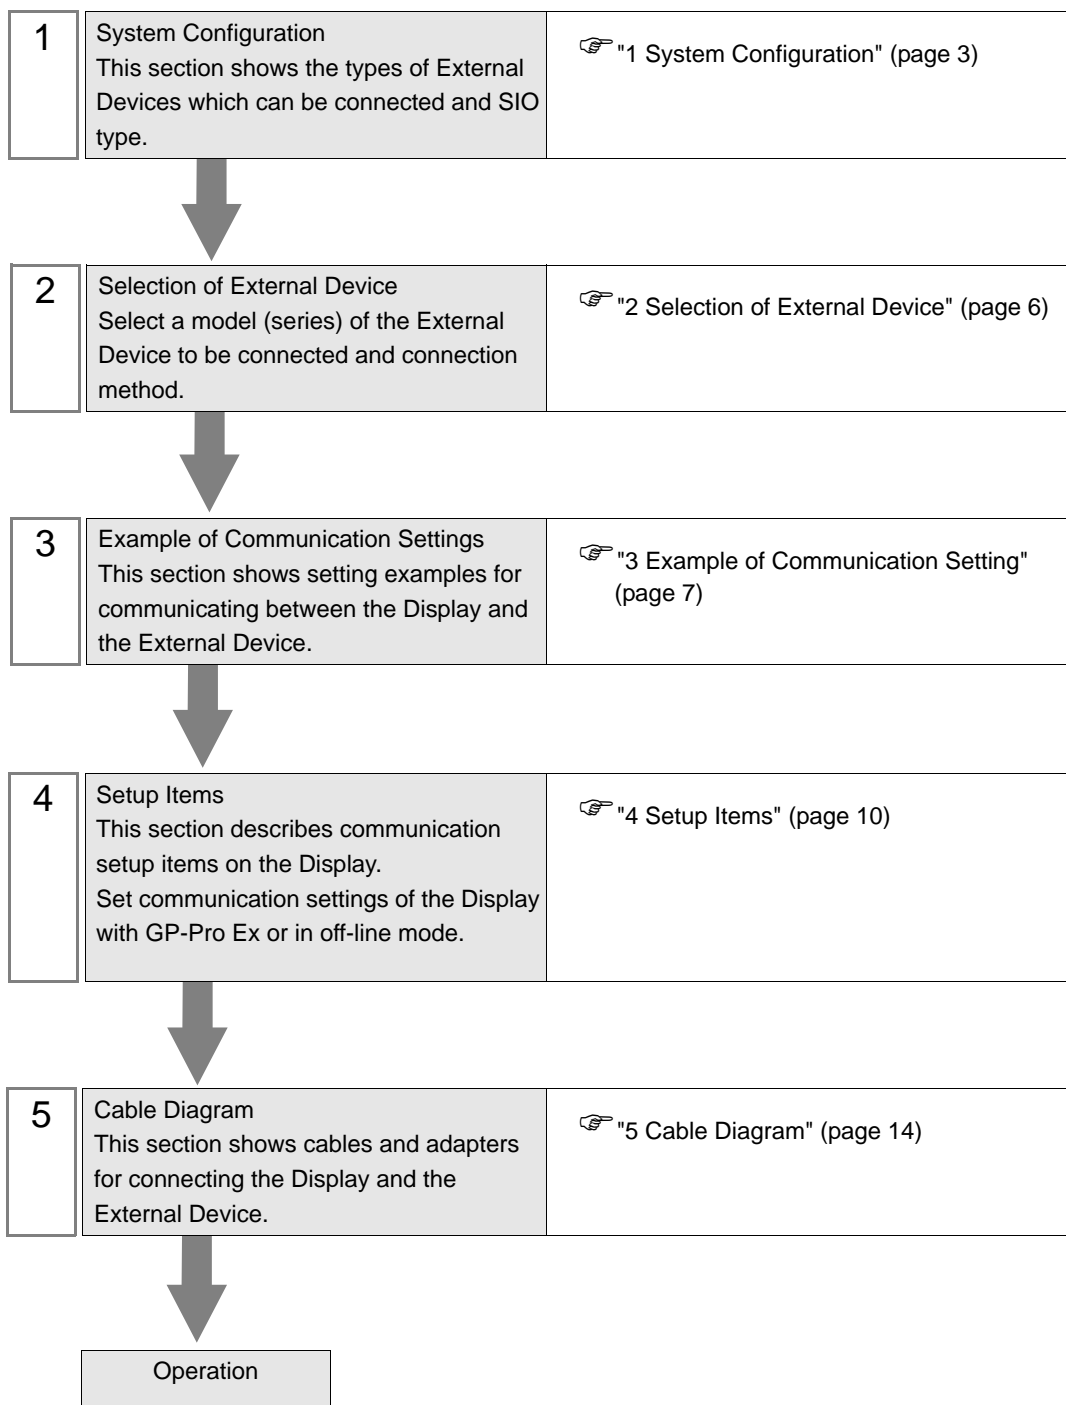 1
System Configuration
This section shows the types of External
Devices which can be connected and SIO
type.
"1 System Configuration" (page 3)
2
Selection of External Device
Select a model (series) of the External
Device to be connected and connection
method.
"2 Selection of External Device" (page 6)
3
Example of Communication Settings
This section shows setting examples for
communicating between the Display and
the External Device.
"3 Example of Communication Setting"
(page 7)
4
Setup Items
This section describes communication
setup items on the Display.
Set communication settings of the Display
with GP-Pro Ex or in off-line mode.
"4 Setup Items" (page 10)
5
Cable Diagram
This section shows cables and adapters
for connecting the Display and the
External Device.
"5 Cable Diagram" (page 14)
Operation